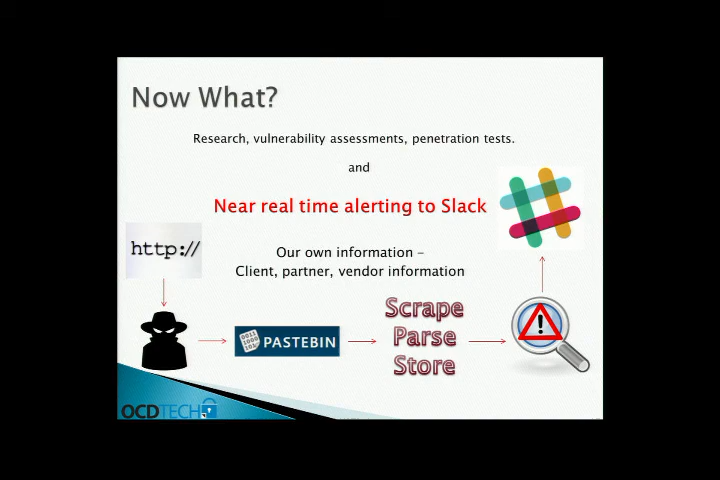 Now What?
Research, vulnerability assessments, penetration tests.
and
Near real time alerting to Slack
http://
Our own information –
Client, partner, vendor information
Scrape
Parse
Store
PASTEBIN
OCDTECH